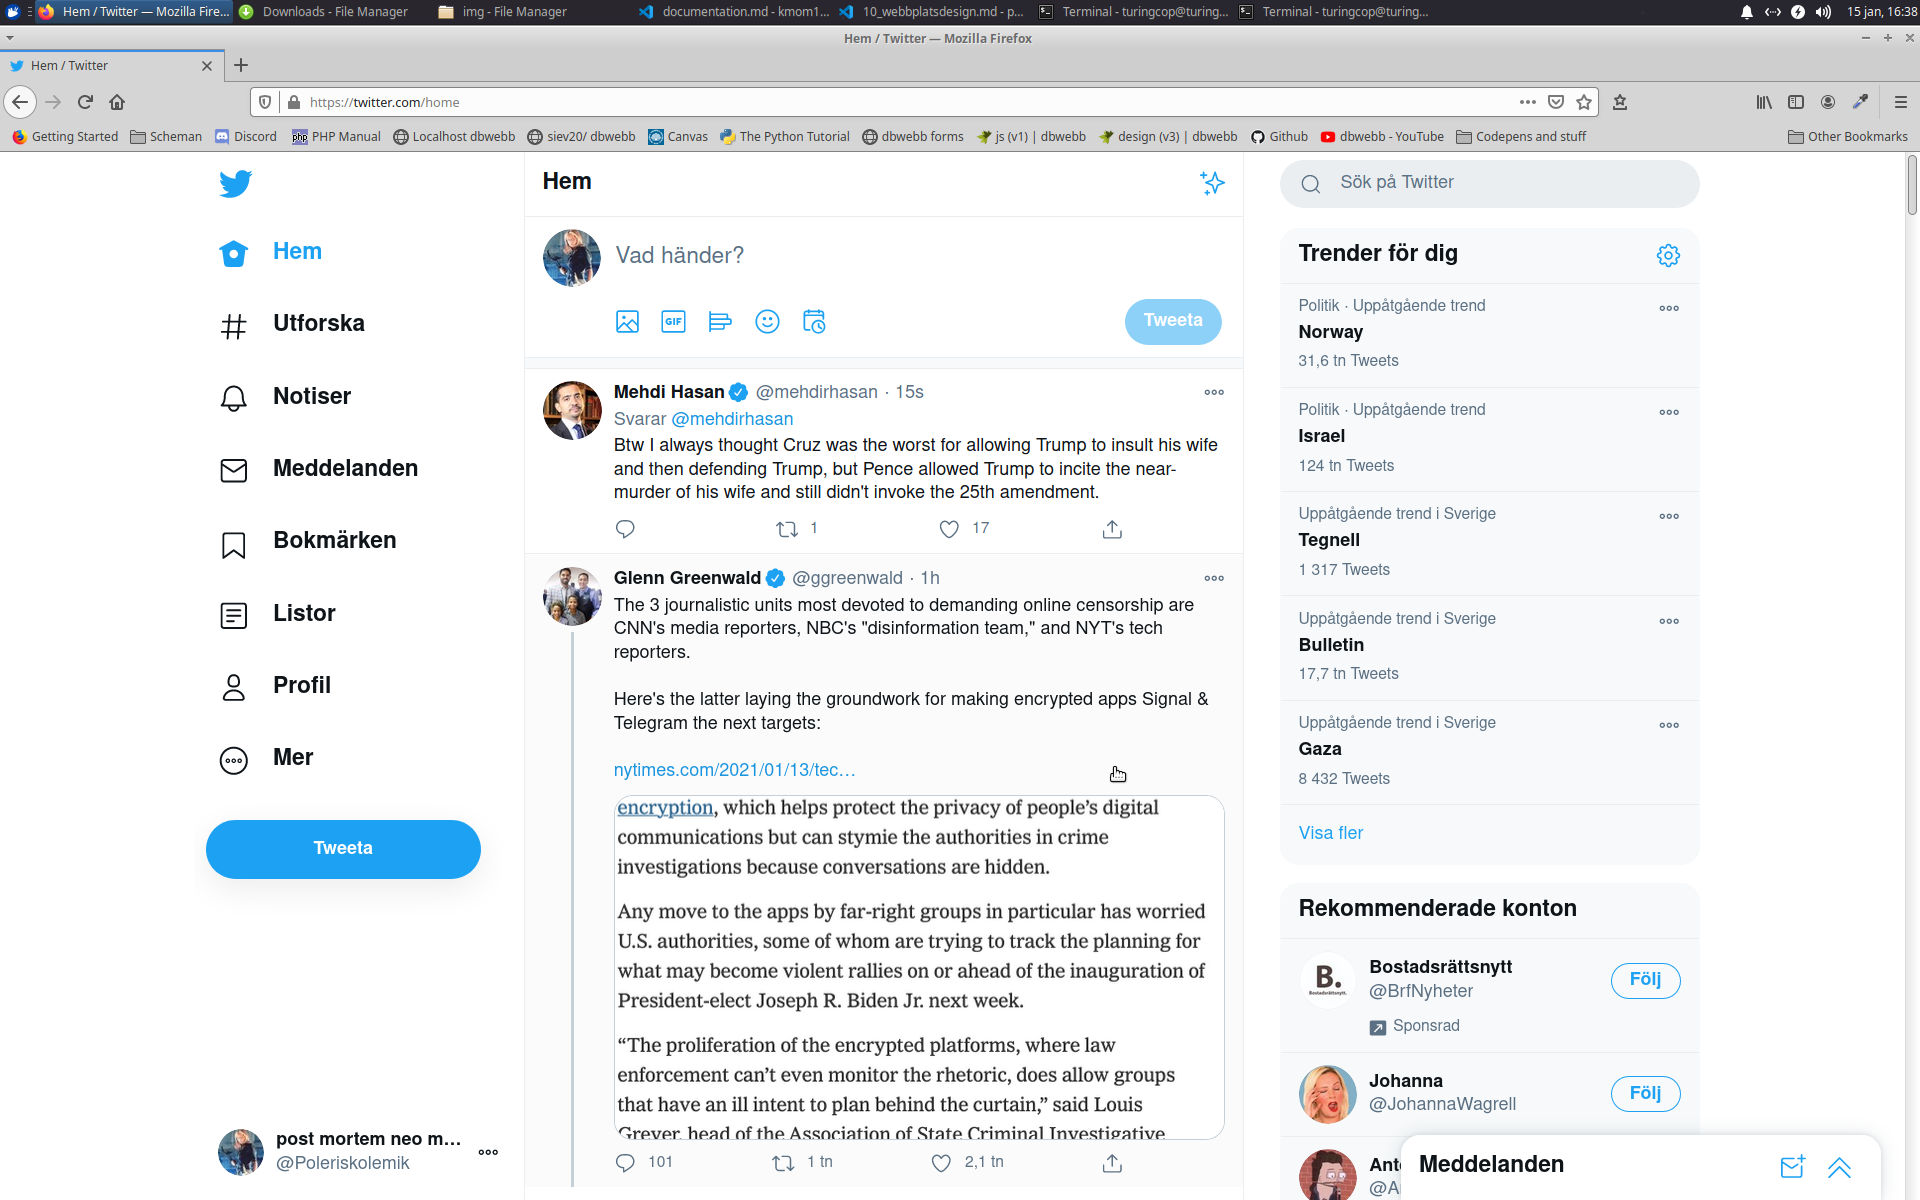 Hem / Twitter — Mozilla Fire...
Downloads - File Manager
img - File Manager
documentation.md - kmom1...
10_webbplatsdesign.md - p...
Terminal - turingcop@turing...
Terminal - turingcop@turing...
15 jan, 16:38
Hem / Twitter — Mozilla Firefox
Hem / Twitter
https://twitter.com/home
Getting Started
Scheman
Discord
php
PHP Manual
Localhost dbwebb
siev20/ dbwebb
Canvas
The Python Tutorial
dbwebb forms
js (v1) | dbwebb
design (v3) | dbwebb
Github
dbwebb - YouTube
Codepens and stuff
Other Bookmarks
Hem
Utforska
Notiser
Meddelanden
Bokmärken
Listor
Profil
Mer
Tweeta
post mortem neo m...
@Poleriskolemik
Hem
Vad händer?
GIF
Tweeta
Mehdi Hasan @mehdirhasan · 15s
Svarar @mehdirhasan
Btw I always thought Cruz was the worst for allowing Trump to insult his wife
and then defending Trump, but Pence allowed Trump to incite the near-
murder of his wife and still didn't invoke the 25th amendment.
1
17
Glenn Greenwald @ggreenwald · 1h
The 3 journalistic units most devoted to demanding online censorship are
CNN's media reporters, NBC's "disinformation team," and NYT's tech
reporters.
Here's the latter laying the groundwork for making encrypted apps Signal &
Telegram the next targets:
nytimes.com/2021/01/13/tec…
encryption, which helps protect the privacy of people’s digital
communications but can stymie the authorities in crime
investigations because conversations are hidden.
Any move to the apps by far-right groups in particular has worried
U.S. authorities, some of whom are trying to track the planning for
what may become violent rallies on or ahead of the inauguration of
President-elect Joseph R. Biden Jr. next week.
“The proliferation of the encrypted platforms, where law
enforcement can’t even monitor the rhetoric, does allow groups
that have an ill intent to plan behind the curtain,” said Louis
Grever, head of the Association of State Criminal Investigative
101
1 tn
2,1 tn
Sök på Twitter
Trender för dig
Politik · Uppåtgående trend
Norway
31,6 tn Tweets
Politik · Uppåtgående trend
Israel
124 tn Tweets
Uppåtgående trend i Sverige
Tegnell
1 317 Tweets
Uppåtgående trend i Sverige
Bulletin
17,7 tn Tweets
Uppåtgående trend i Sverige
Gaza
8 432 Tweets
Visa fler
Rekommenderade konton
B.
Bostadsrättsnytt.
Bostadsrättsnytt
@BrfNyheter
Följ
Sponsrad
Johanna
@JohannaWagrell
Följ
Meddelanden